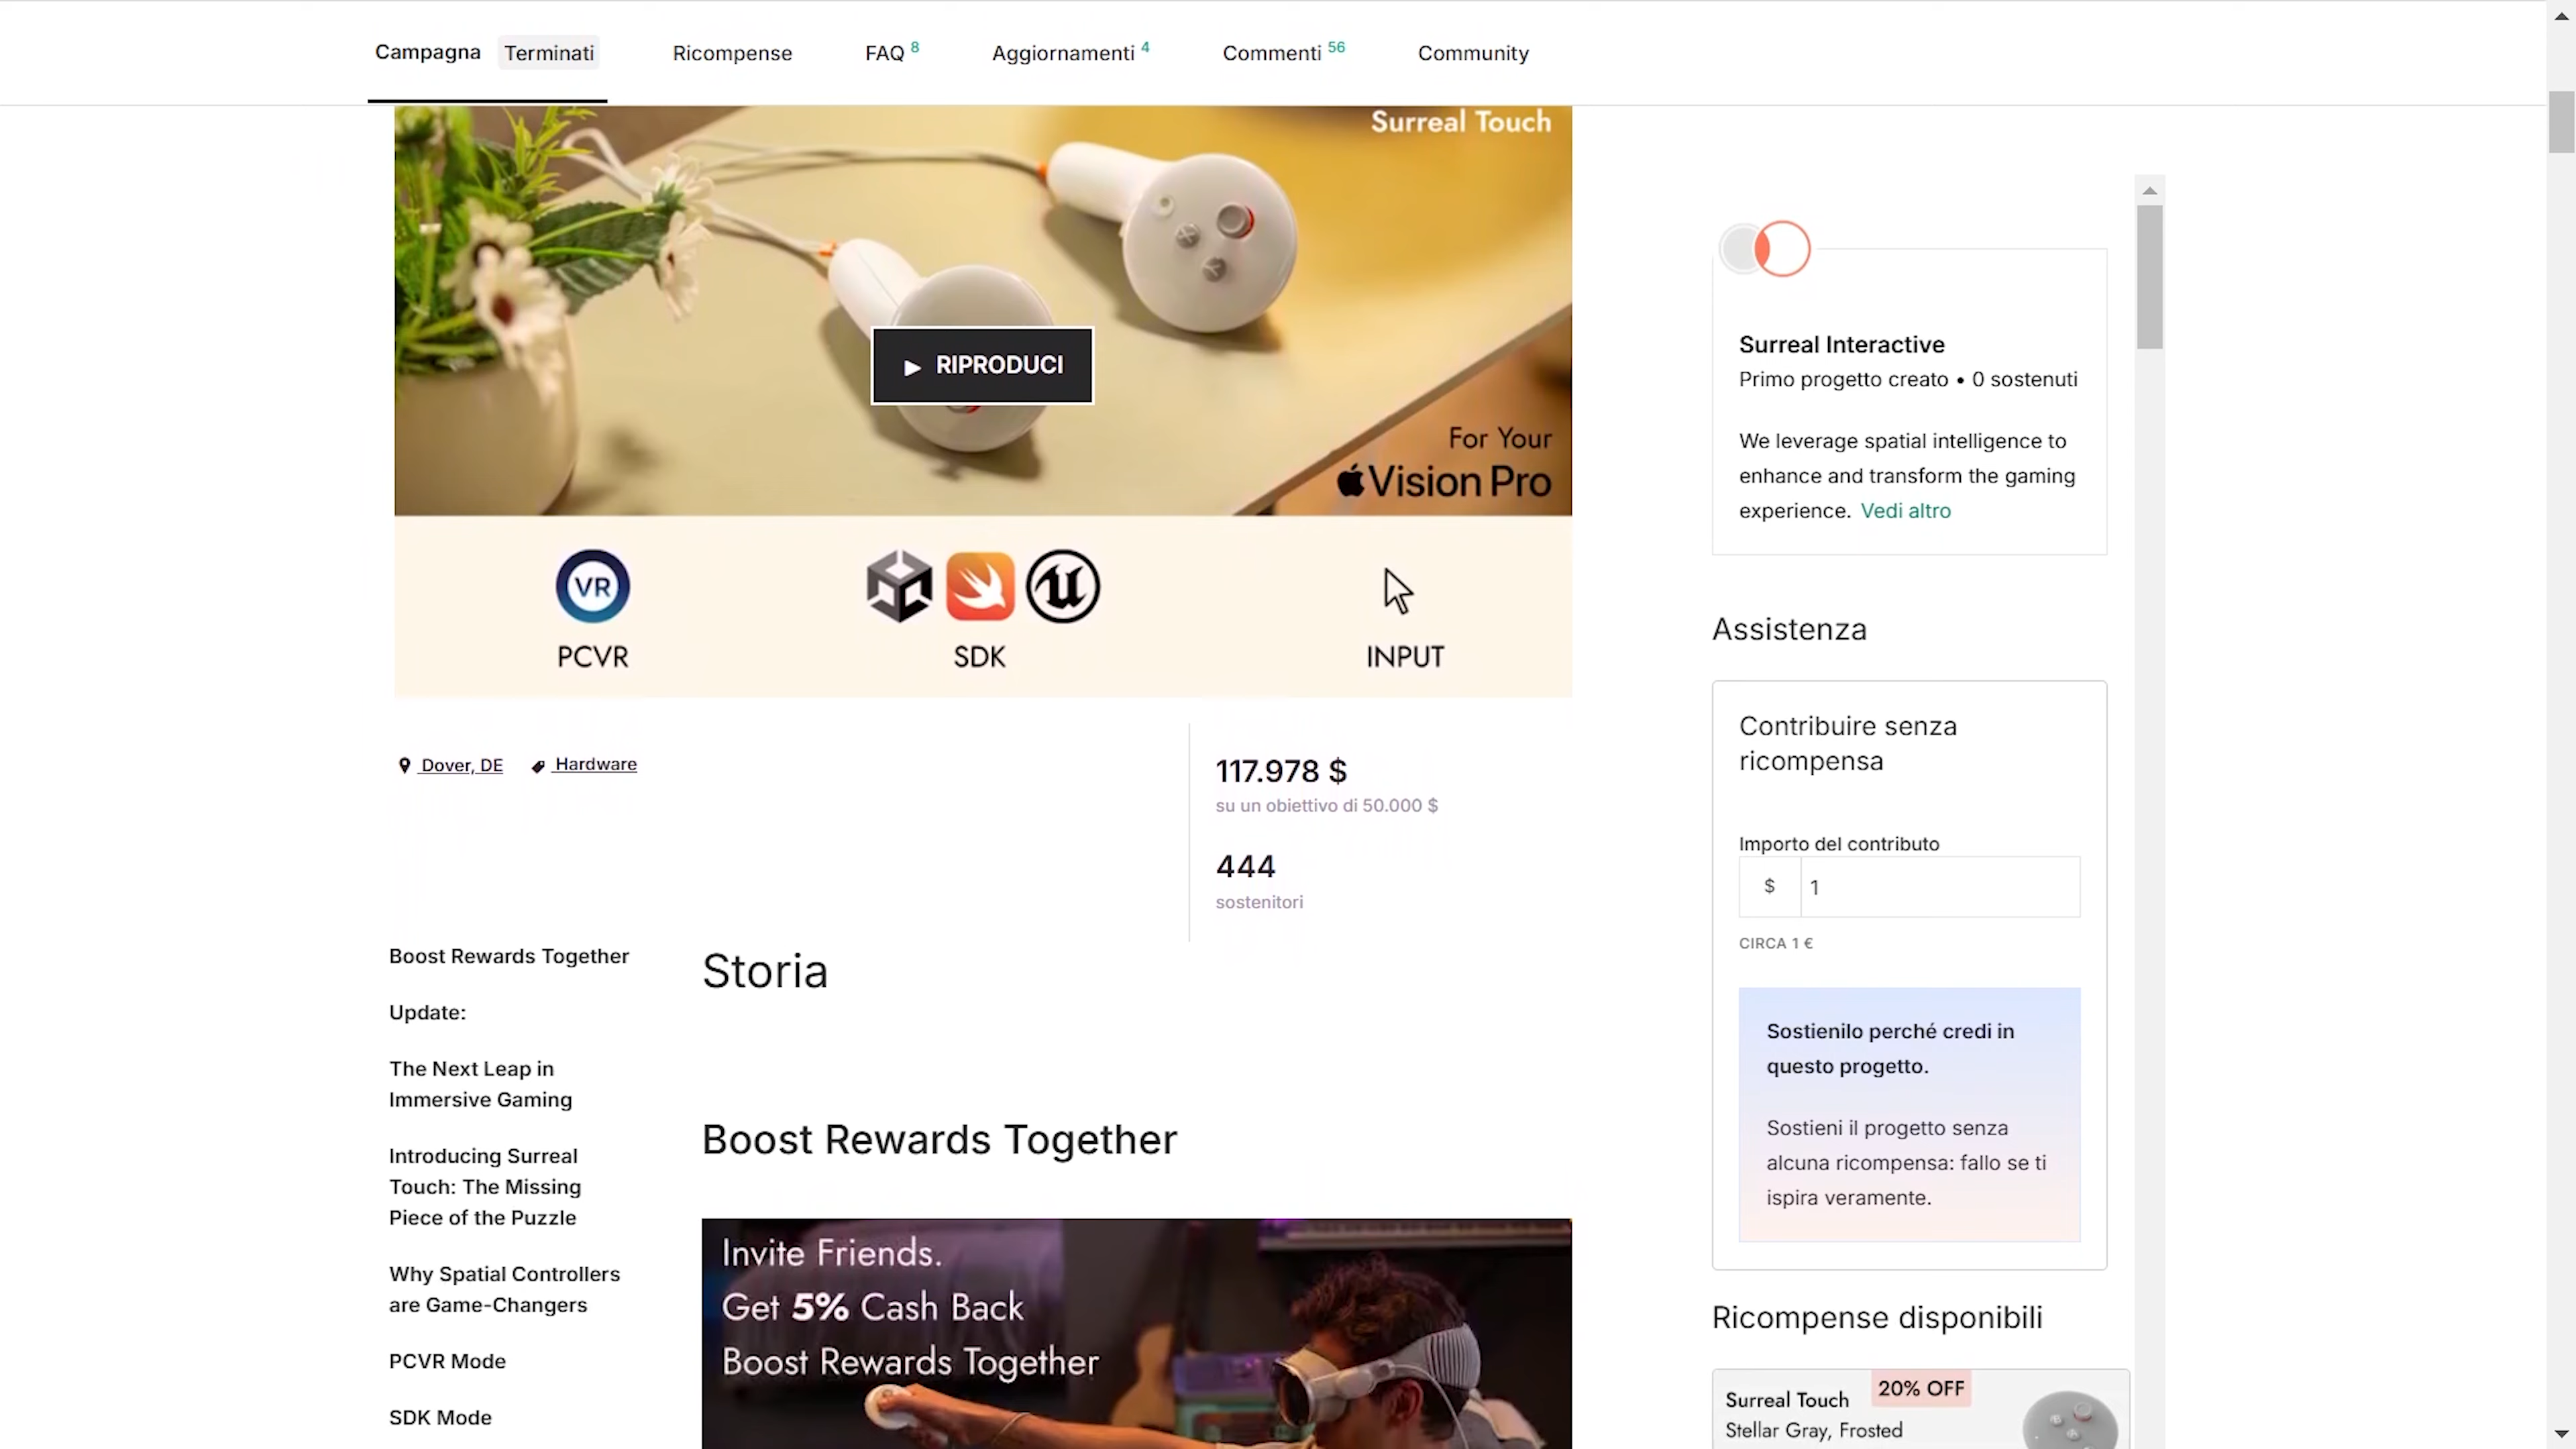 Campagna Terminati Ricompense FAQ 8 Aggiornamenti 4 Commenti 56 Community
Surreal Touch
RIPRODUCI
For Your
Vision Pro
VR
PCVR
SDK
INPUT
Dover, DE Hardware
117.978 $
su un obiettivo di 50.000 $
444
sostenitori
Boost Rewards Together
Update:
The Next Leap in
Immersive Gaming
Introducing Surreal
Touch: The Missing
Piece of the Puzzle
Why Spatial Controllers
are Game-Changers
PCVR Mode
SDK Mode
Storia
Boost Rewards Together
Invite Friends.
Get 5% Cash Back
Boost Rewards Together
Surreal Interactive
Primo progetto creato • 0 sostenuti
We leverage spatial intelligence to
enhance and transform the gaming
experience. Vedi altro
Assistenza
Contribuire senza
ricompensa
Importo del contributo
$ 1
CIRCA 1 €
Sostienilo perché credi in
questo progetto.
Sostieni il progetto senza
alcuna ricompensa: fallo se ti
ispira veramente.
Ricompense disponibili
Surreal Touch 20% OFF
Stellar Gray, Frosted